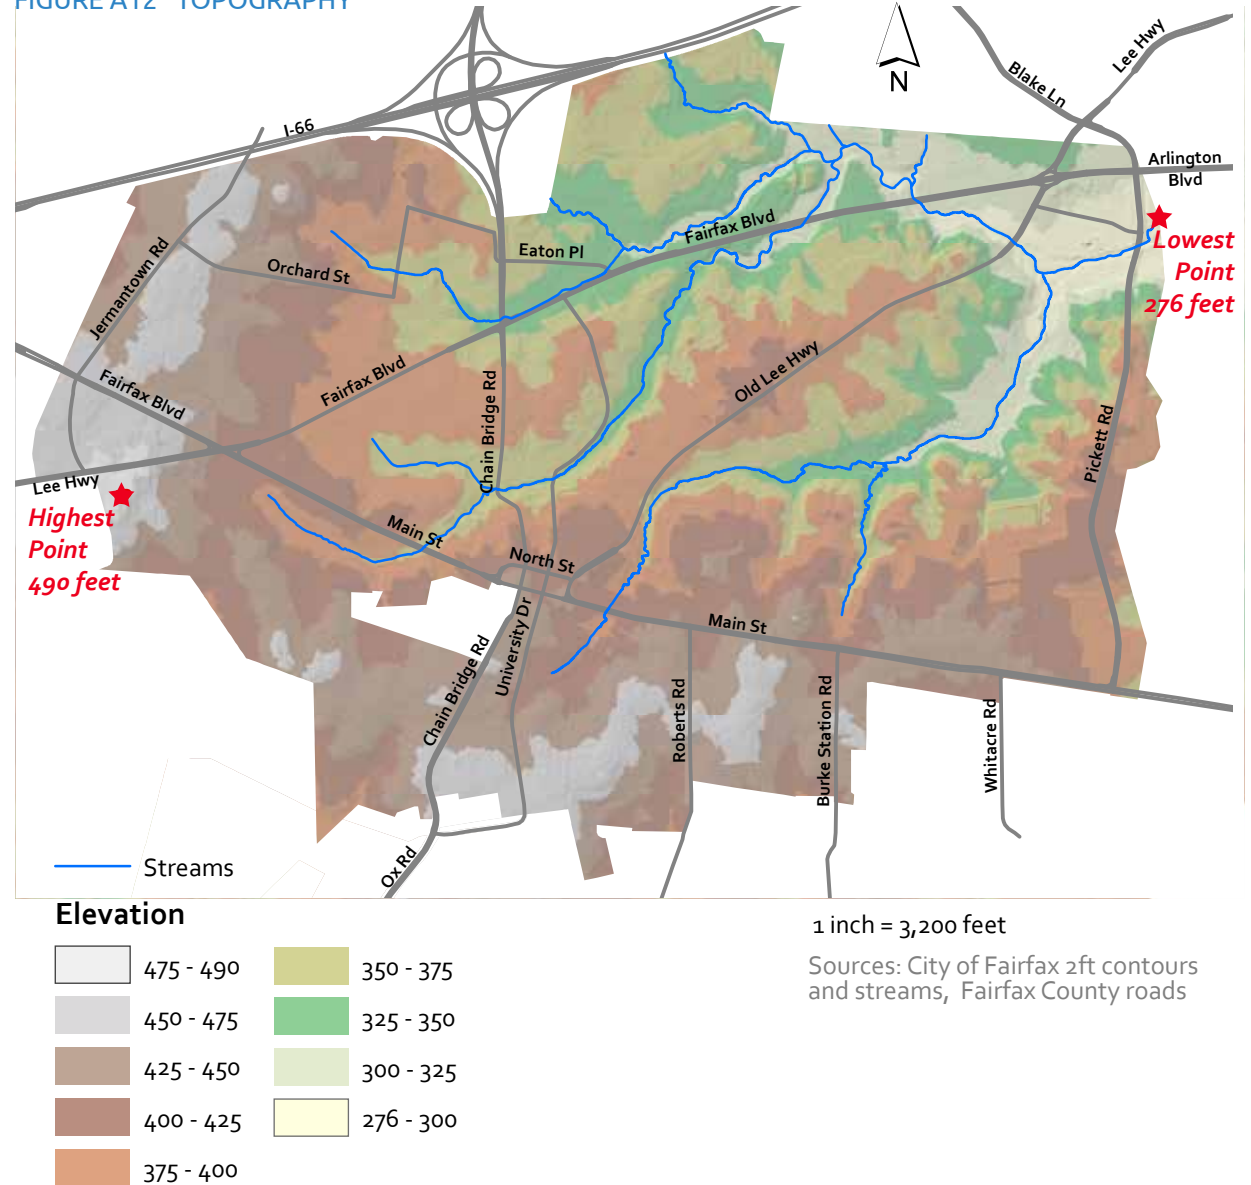 FIGURE A12 TOPOGRAPHY
N
Blake Ln
Lee Hwy
I-66
Arlington
Blvd
Jermantown Rd
Orchard St
Eaton Pl
Fairfax Blvd
Lowest
Point
276 feet
Fairfax Blvd
Fairfax Blvd
Chain Bridge Rd
Old Lee Hwy
Pickett Rd
Lee Hwy
Highest
Point
490 feet
Main St
North St
Main St
University Dr
Chain Bridge Rd
Roberts Rd
Burke Station Rd
Whitacre Rd
Ox Rd
Streams
Elevation
475 - 490
450 - 475
425 - 450
400 - 425
375 - 400
350 - 375
325 - 350
300 - 325
276 - 300
1 inch = 3,200 feet
Sources: City of Fairfax 2ft contours
and streams, Fairfax County roads